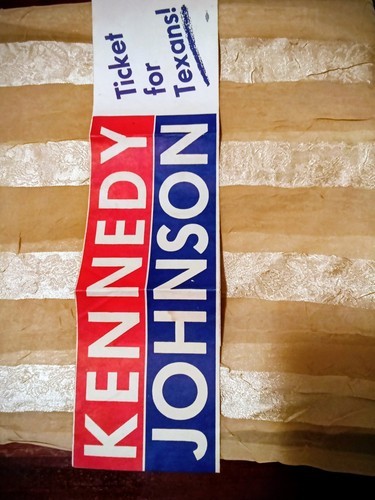 KENNEDY
JOHNSON
Ticket
for
Texans!